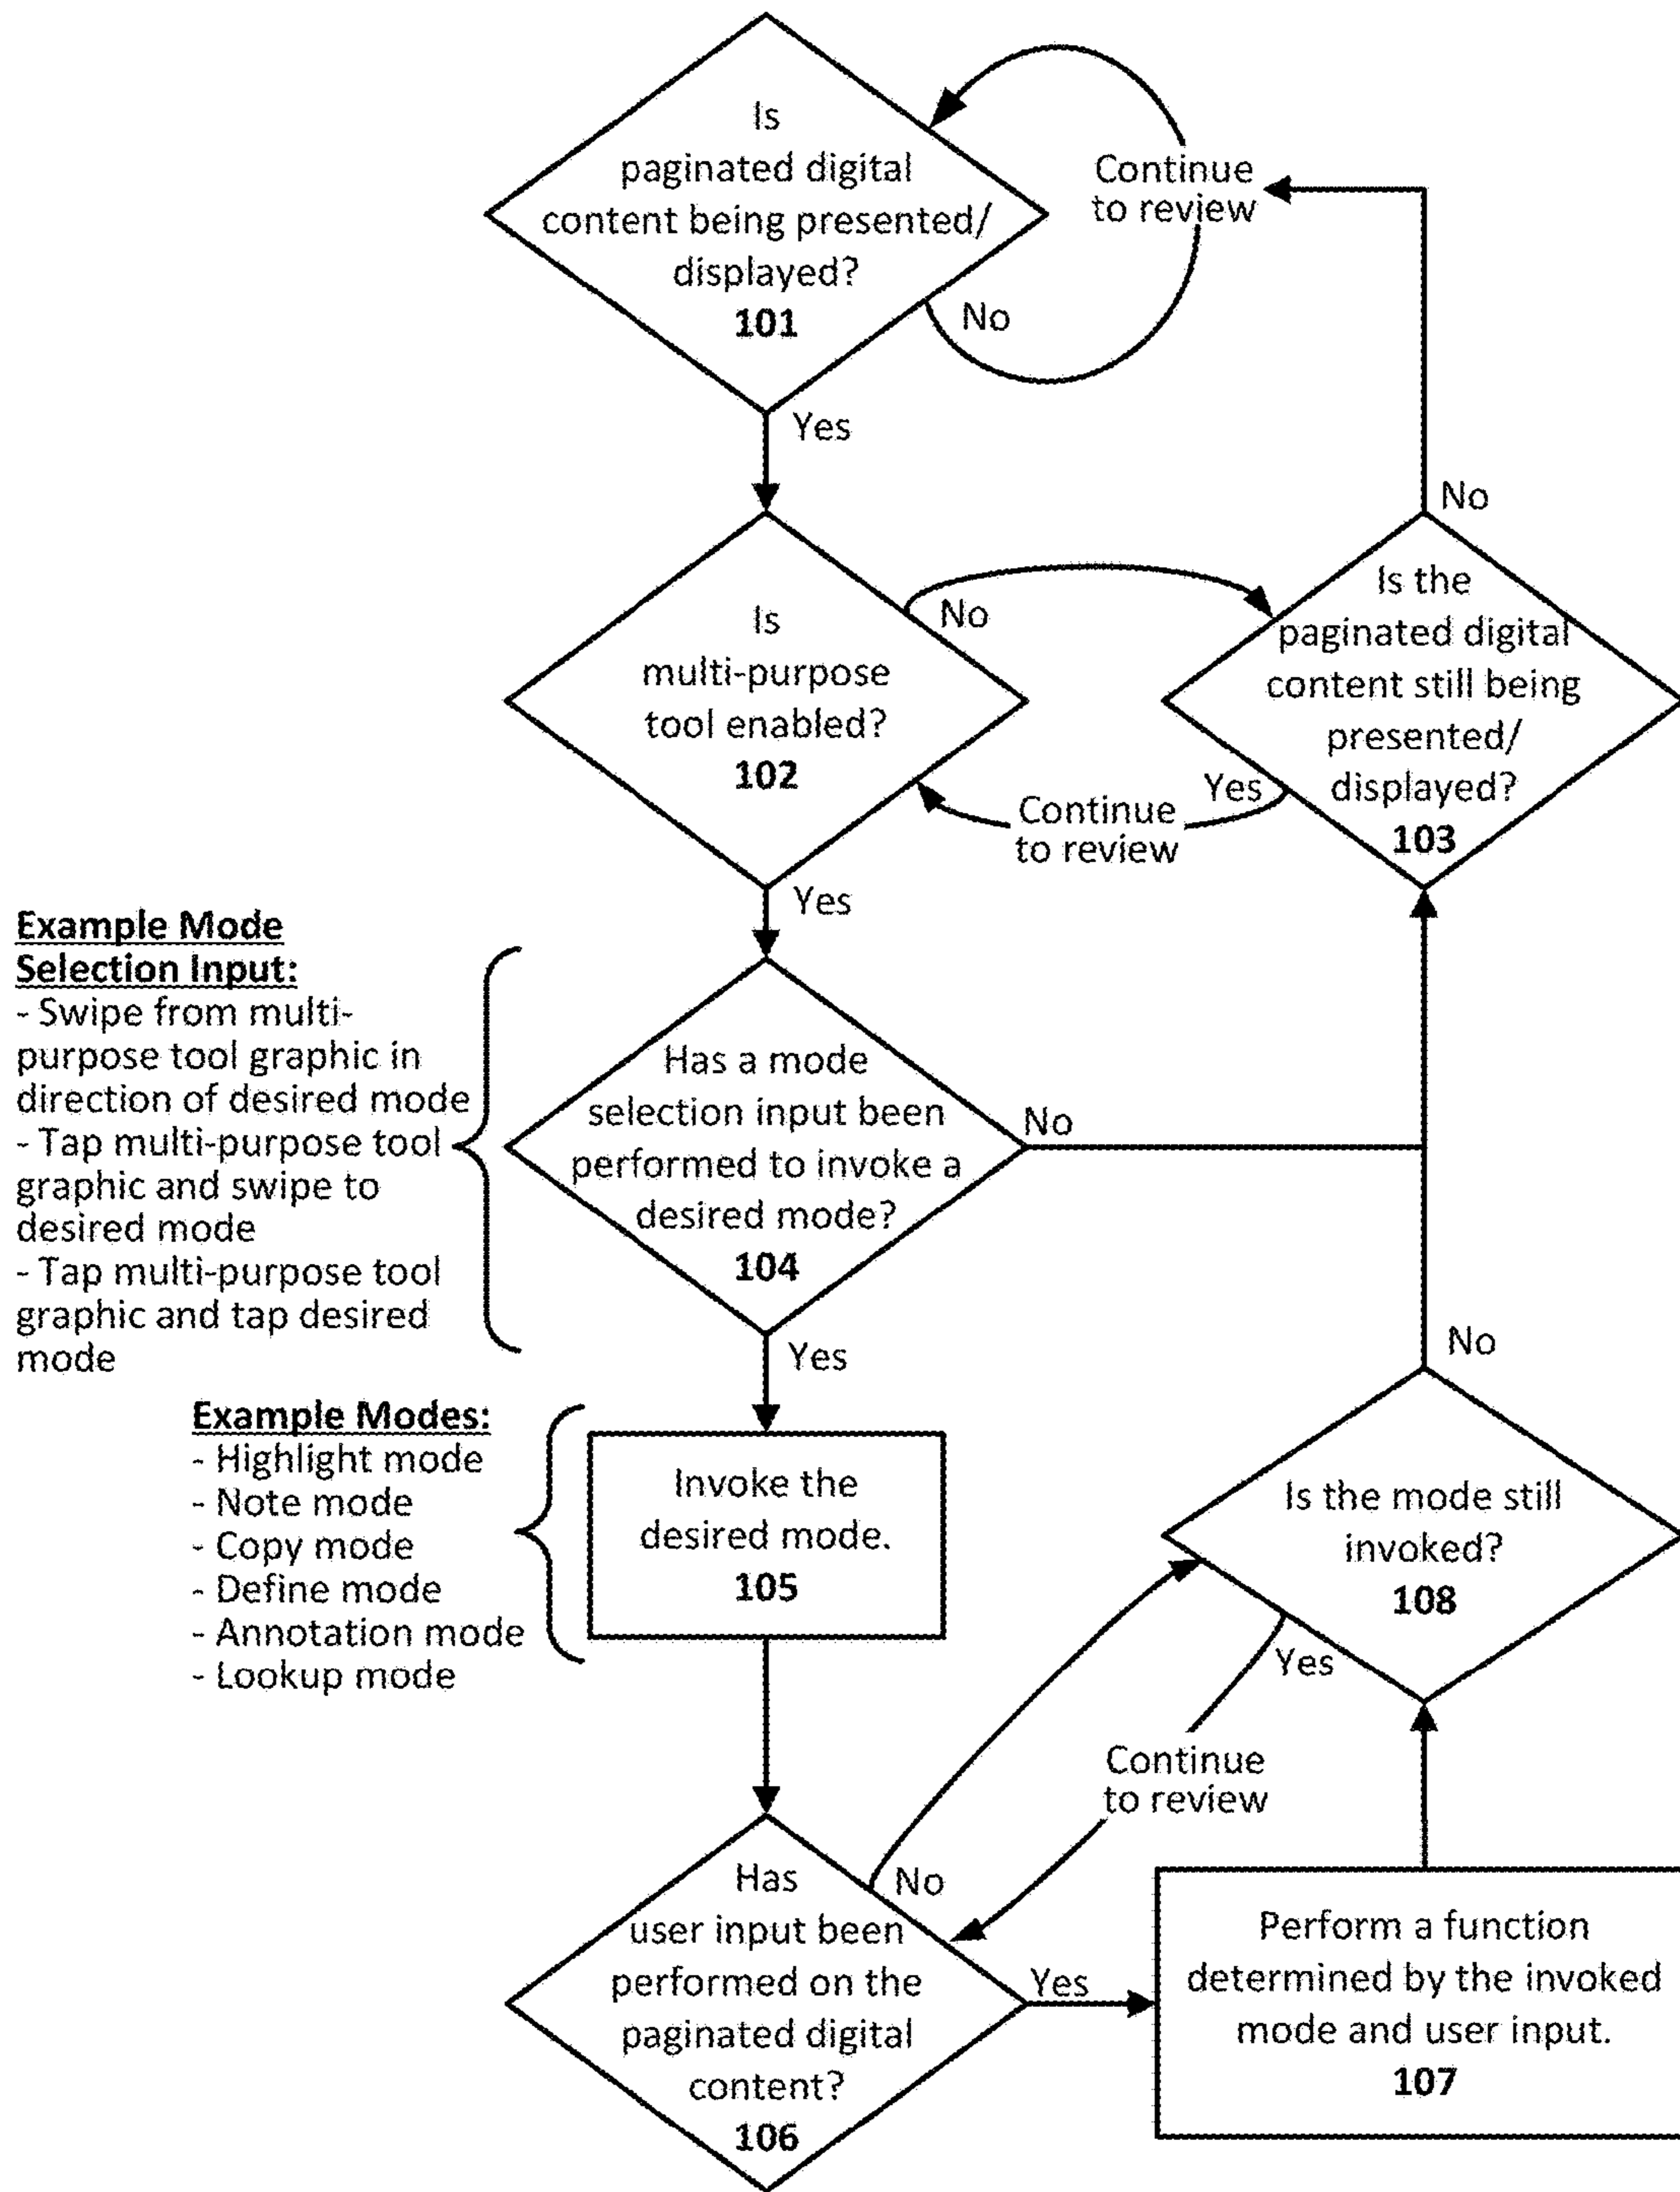 Is
paginated digital
content being presented/
displayed?
101
No
Continue
to review
Yes
Is
multi-purpose
tool enabled?
102
No
No
Is the
paginated digital
content still being
presented/
displayed?
103
Yes
Continue
to review
Yes
Example Mode
Selection Input:
- Swipe from multi-
purpose tool graphic in
direction of desired mode
- Tap multi-purpose tool
graphic and swipe to
desired mode
- Tap multi-purpose tool
graphic and tap desired
mode
Has a mode
selection input been
performed to invoke a
desired mode?
104
No
Yes
Example Modes:
- Highlight mode
- Note mode
- Copy mode
- Define mode
- Annotation mode
- Lookup mode
Invoke the
desired mode.
105
No
Is the mode still
invoked?
108
Yes
Continue
to review
Has
user input been
performed on the
paginated digital
content?
106
No
Yes
Perform a function
determined by the invoked
mode and user input.
107